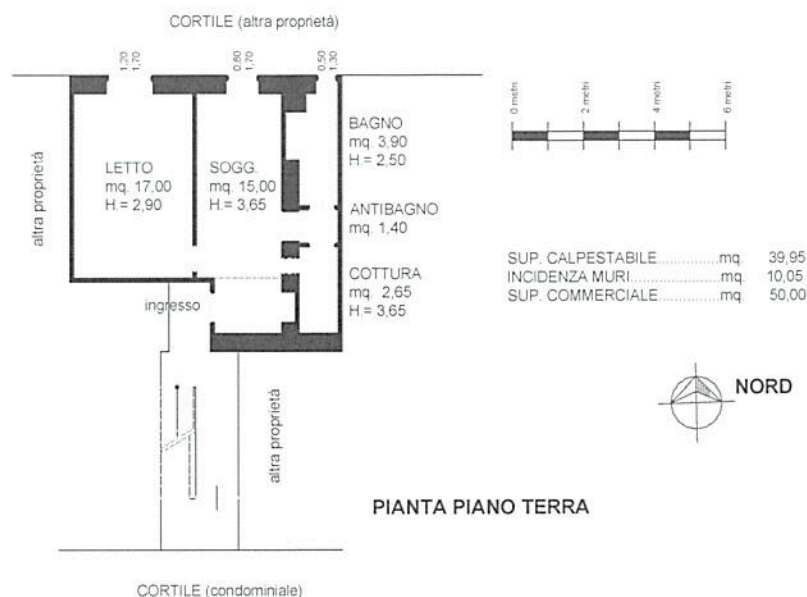 CORTILE (altra proprietà)
1,20
1,70
0,80
1,70
0,50
1,30
0 metri
2 metri
4 metri
6 metri
altra proprietà
LETTO
mq. 17,00
H.= 2,90
SOGG.
mq. 15,00
H.= 3,65
BAGNO
mq. 3,90
H.= 2,50
ANTIBAGNO
mq. 1,40
COTTURA
mq. 2,65
H.= 3,65
SUP. CALPESTABILE............mq. 39,95
INCIDENZA MURI................mq. 10,05
SUP. COMMERCIALE...........mq. 50,00
ingresso
NORD
altra proprietà
PIANTA PIANO TERRA
CORTILE (condominiale)